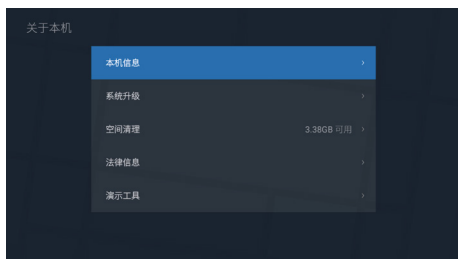 关于本机
本机信息
系统升级
空间清理 3.38GB 可用
法律信息
演示工具